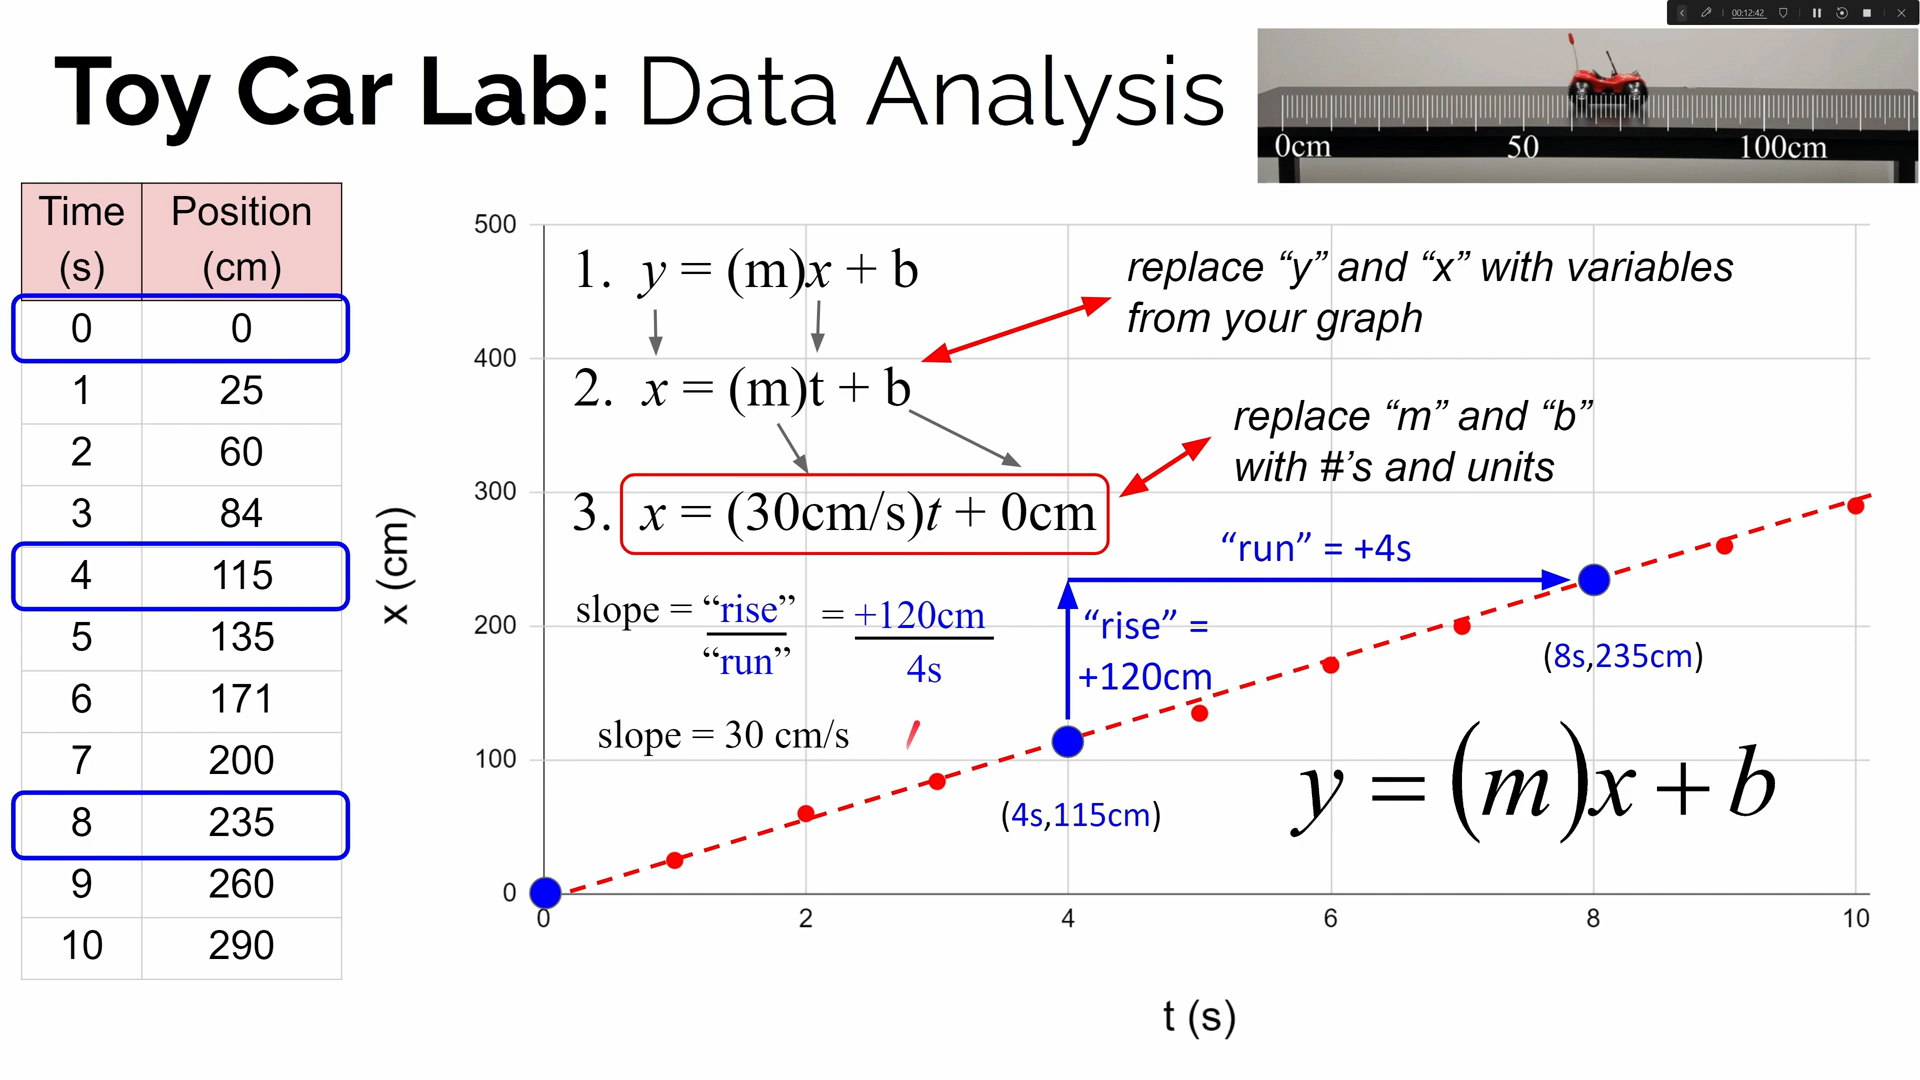 00:12:42
Toy Car Lab: Data Analysis
0cm 50 100cm
Time (s) Position (cm)
0 0
1 25
2 60
3 84
4 115
5 135
6 171
7 200
8 235
9 260
10 290
x (cm)
500
400
300
200
100
0
1. y = (m)x + b
replace “y” and “x” with variables
from your graph
2. x = (m)t + b
replace “m” and “b”
with #’s and units
3. x = (30cm/s)t + 0cm
“run” = +4s
slope = “rise” = +120cm
“run” 4s
“rise” =
+120cm
(8s,235cm)
slope = 30 cm/s
(4s,115cm)
y = (m)x + b
0 2 4 6 8 10
t (s)